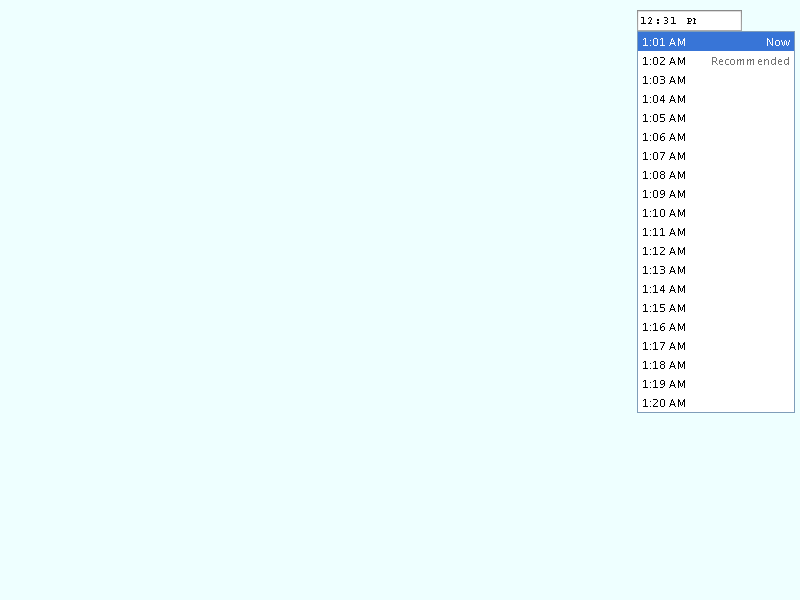 12:31
1:01 AM Now
1:02 AM Recommended
1:03 AM
1:04 AM
1:05 AM
1:06 AM
1:07 AM
1:08 AM
1:09 AM
1:10 AM
1:11 AM
1:12 AM
1:13 AM
1:14 AM
1:15 AM
1:16 AM
1:17 AM
1:18 AM
1:19 AM
1:20 AM